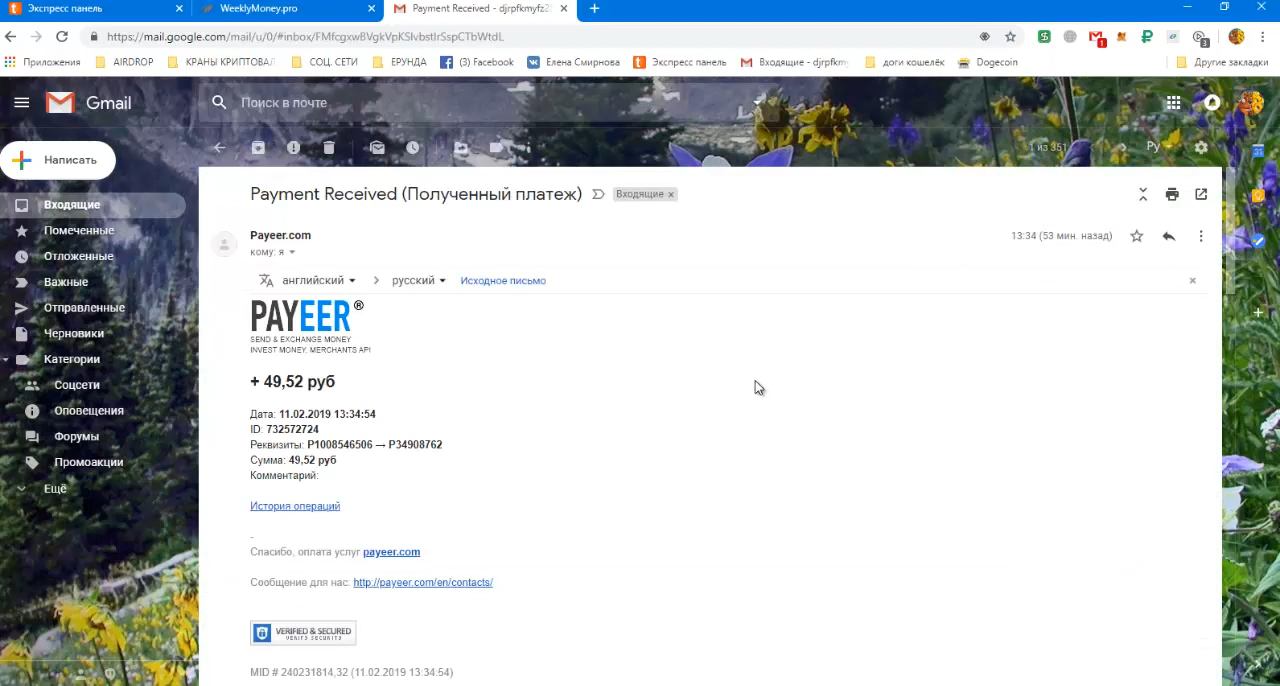 Экспресс панель
WeeklyMoney.pro
Payment Received - djrpfkmyfz2
https://mail.google.com/mail/u/0/#inbox/FMfcgxwBVgkVpKSlvbstlrSspCTbWtdL
Приложения AIRDROP КРАНЫ КРИПТОВАЛ СОЦ. СЕТИ ЕРУНДА (3) Facebook Елена Смирнова Экспресс панель Входящие - djrpfkmy доги кошелёк Dogecoin Другие закладки
Gmail
Поиск в почте
Написать
1 из 351
Ру
Входящие
Помеченные
Отложенные
Важные
Отправленные
Черновики
Категории
Соцсети
Оповещения
Форумы
Промоакции
Ещё
Payment Received (Полученный платеж) Входящие ×
Payeer.com
13:34 (53 мин. назад)
кому: я
английский русский Исходное письмо
PAYEER®
SEND & EXCHANGE MONEY
INVEST MONEY, MERCHANTS API
+ 49,52 руб
Дата: 11.02.2019 13:34:54
ID: 732572724
Реквизиты: P1008546506 → P34908762
Сумма: 49,52 руб
Комментарий:
История операций
-
Спасибо, оплата услуг payeer.com
Сообщение для нас: http://payeer.com/en/contacts/
VERIFIED & SECURED
VERIFY SECURITY
MID # 240231814,32 (11.02.2019 13:34:54)